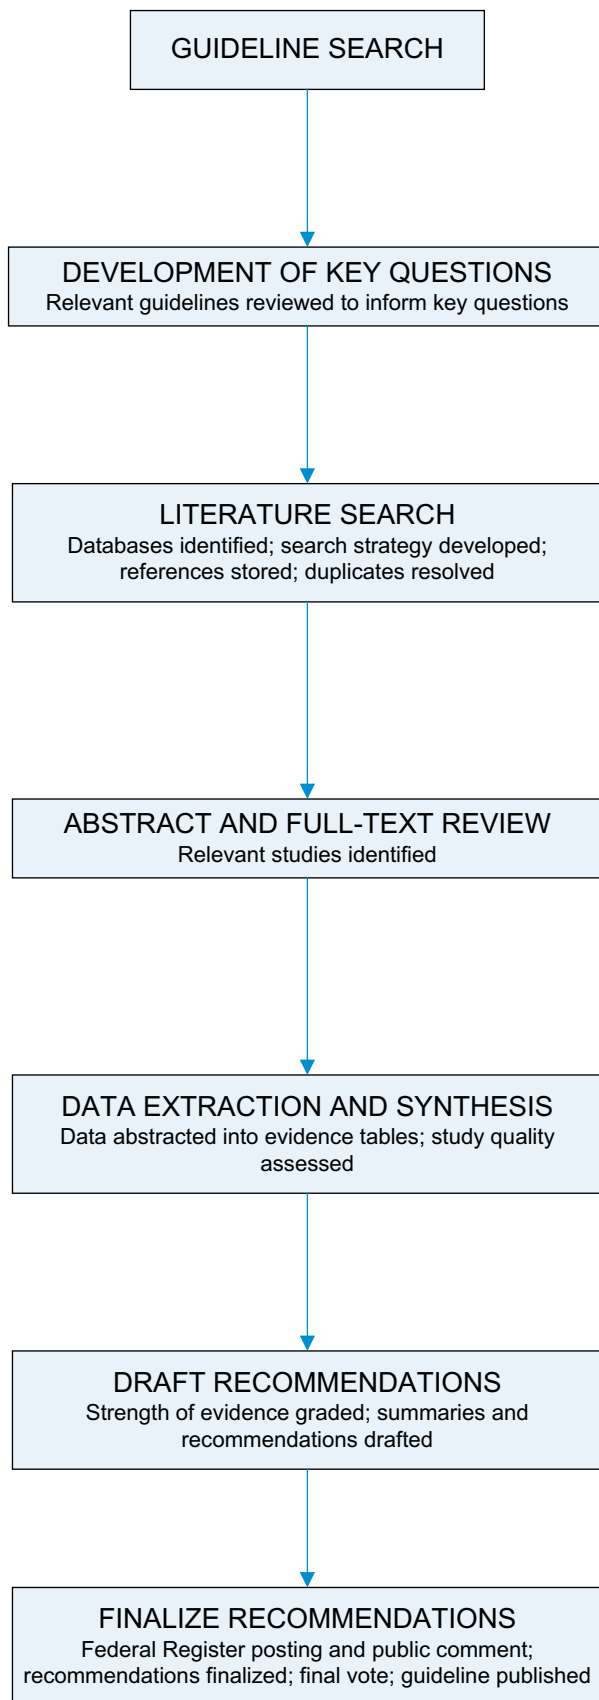 GUIDELINE SEARCH
DEVELOPMENT OF KEY QUESTIONS
Relevant guidelines reviewed to inform key questions
LITERATURE SEARCH
Databases identified; search strategy developed;
references stored; duplicates resolved
ABSTRACT AND FULL-TEXT REVIEW
Relevant studies identified
DATA EXTRACTION AND SYNTHESIS
Data abstracted into evidence tables; study quality
assessed
DRAFT RECOMMENDATIONS
Strength of evidence graded; summaries and
recommendations drafted
FINALIZE RECOMMENDATIONS
Federal Register posting and public comment;
recommendations finalized; final vote; guideline published